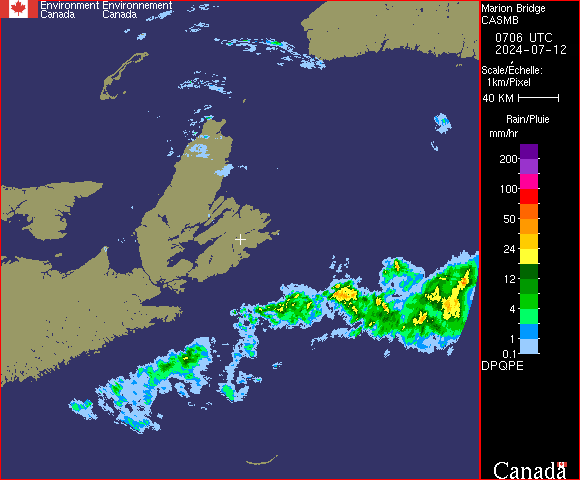 Environment Environnement
Canada Canada
Marion Bridge
CASMB
0706 UTC
2024-07-12
Scale/Échelle:
1km/Pixel
40 KM
Rain/Pluie
mm/hr
200
100
50
24
12
4
1
0.1
DPQPE
Canada